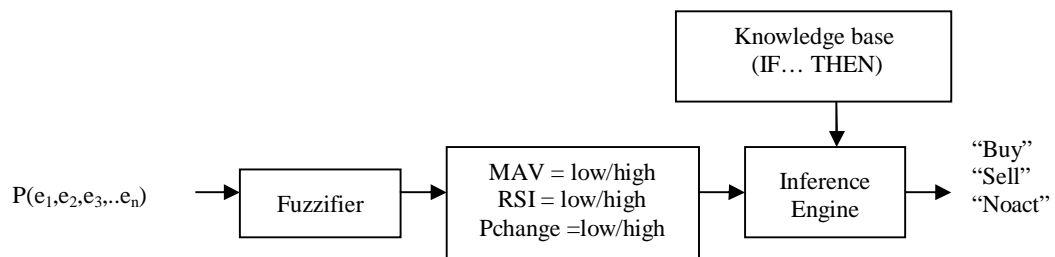 Knowledge base
(IF… THEN)
P(e₁,e₂,e₃,..eₙ)
Fuzzifier
MAV = low/high
RSI = low/high
Pchange =low/high
Inference
Engine
“Buy”
“Sell”
“Noact”